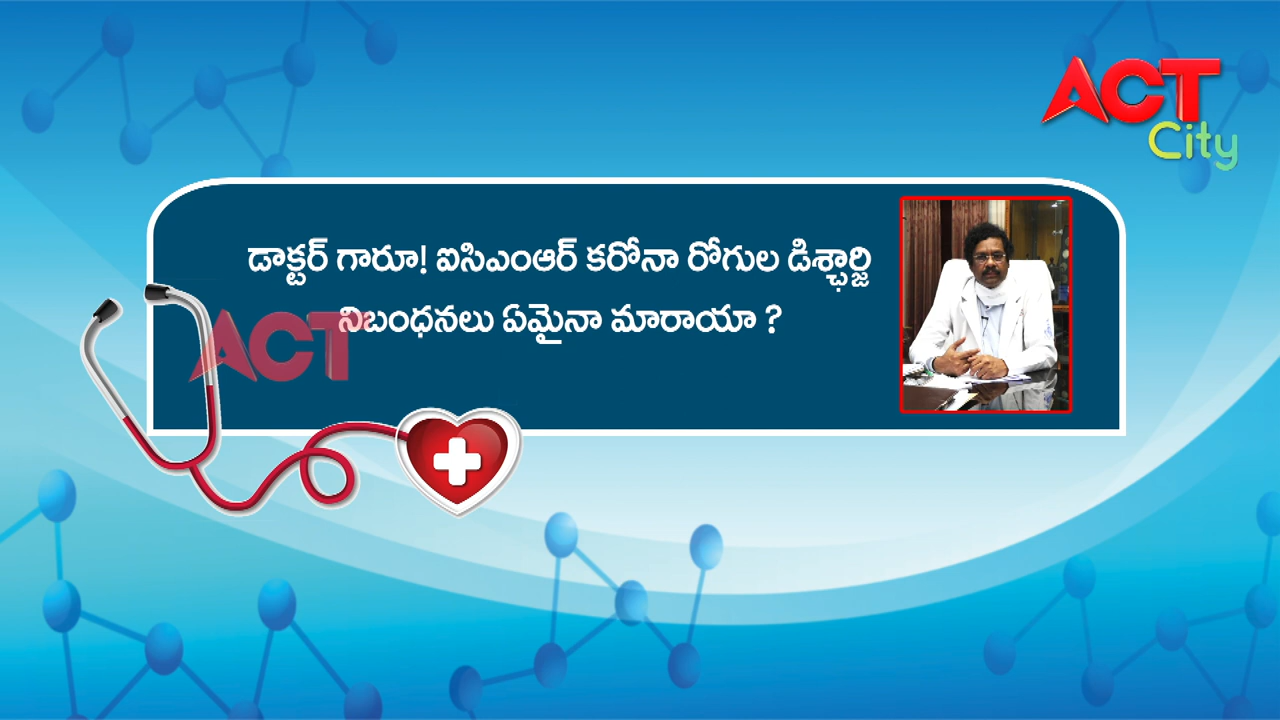 ACT
City
డాక్టర్ గారూ! ఐసిఎంఆర్ కరోనా రోగుల డిశ్ఛార్జి
నిబంధనలు ఏమైనా మారాయా ?
ACT